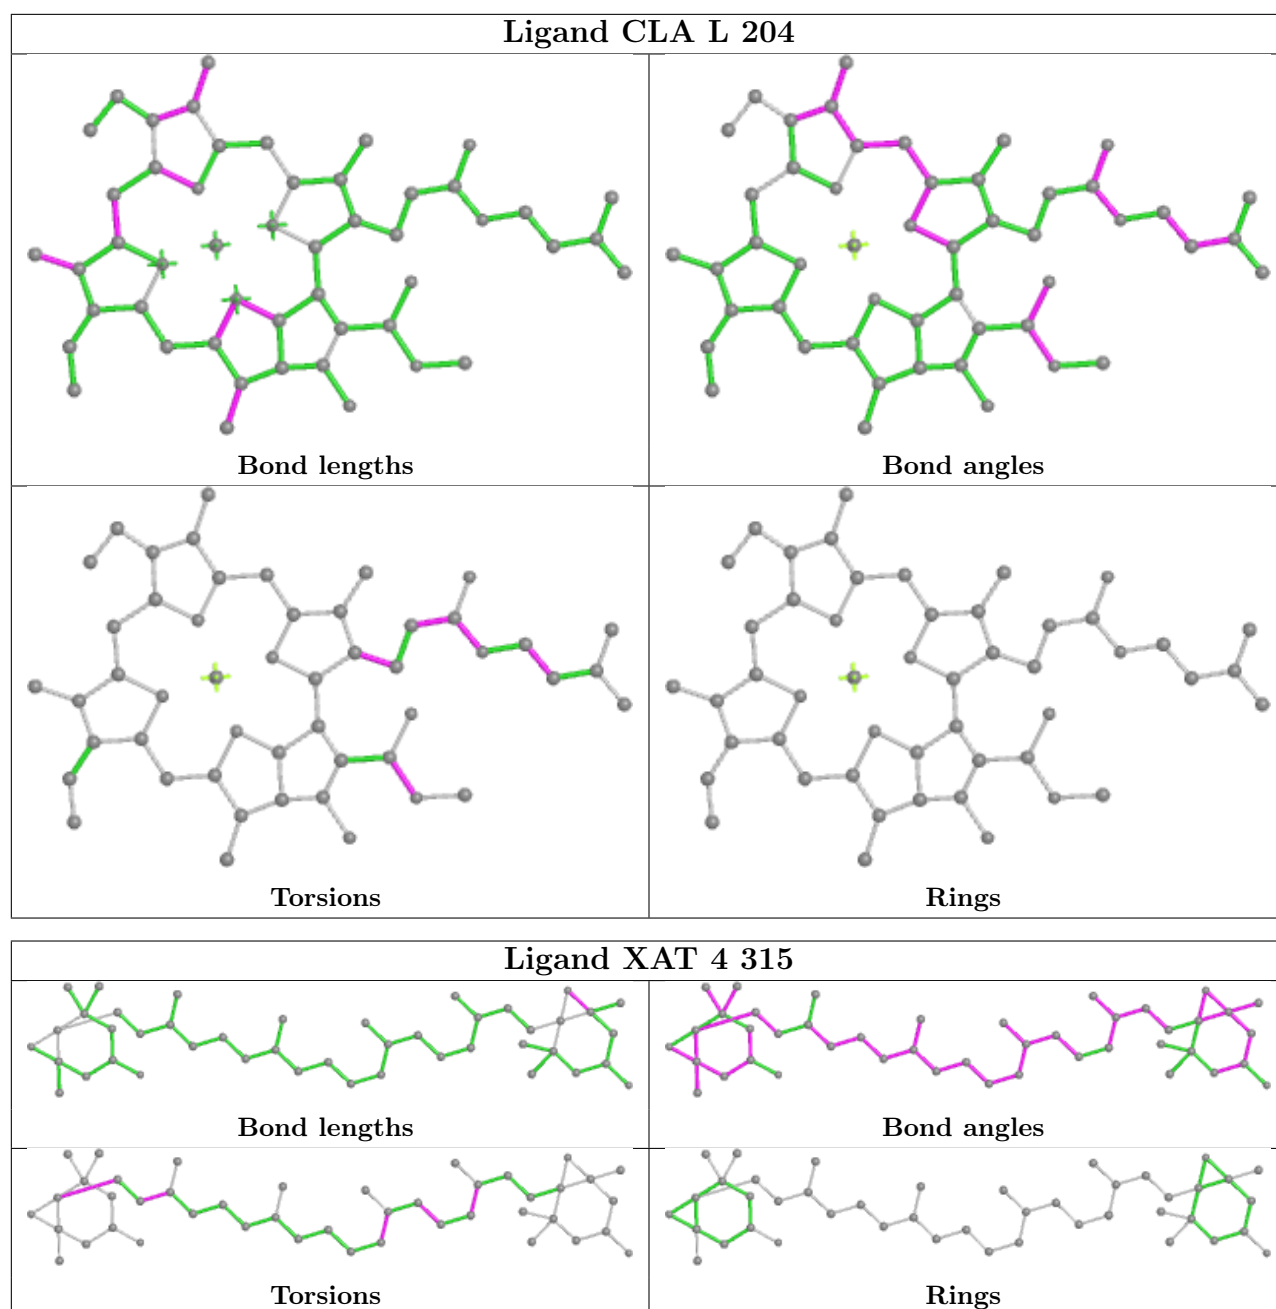 Ligand CLA L 204
Bond lengths
Bond angles
Torsions
Rings
Ligand XAT 4 315
Bond lengths
Bond angles
Torsions
Rings